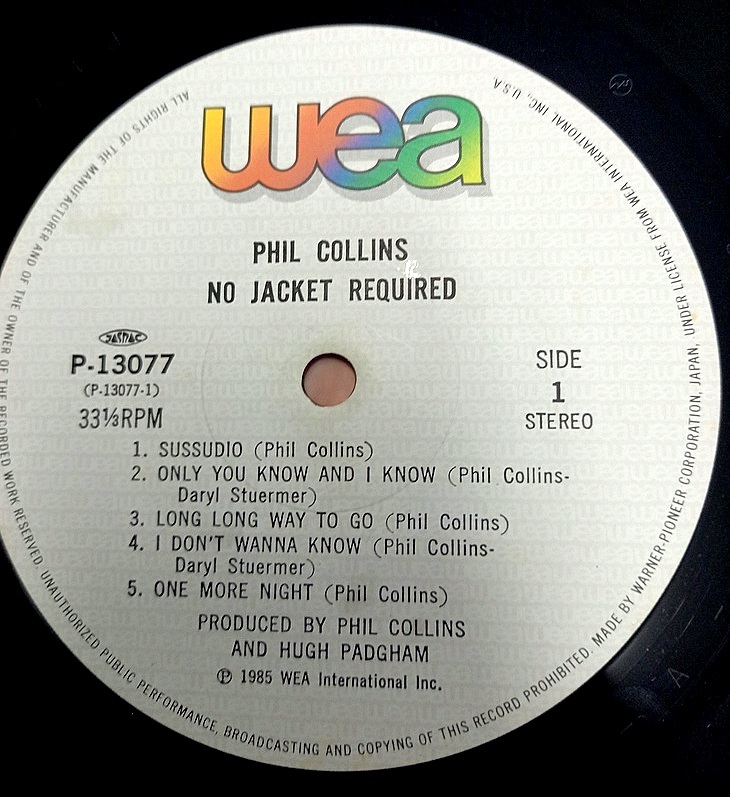 wea
PHIL COLLINS
NO JACKET REQUIRED
JASRAC
P-13077
(P-13077-1)
33⅓RPM
SIDE
1
STEREO
1. SUSSUDIO (Phil Collins)
2. ONLY YOU KNOW AND I KNOW (Phil Collins-
Daryl Stuermer)
3. LONG LONG WAY TO GO (Phil Collins)
4. I DON'T WANNA KNOW (Phil Collins-
Daryl Stuermer)
5. ONE MORE NIGHT (Phil Collins)
PRODUCED BY PHIL COLLINS
AND HUGH PADGHAM
℗ 1985 WEA International Inc.
ALL RIGHTS OF THE MANUFACTURER AND OF THE OWNER OF THE RECORDED WORK RESERVED. UNAUTHORIZED PUBLIC PERFORMANCE, BROADCASTING AND COPYING OF THIS RECORD PROHIBITED. MADE BY WARNER-PIONEER CORPORATION, JAPAN, UNDER LICENSE FROM WEA INTERNATIONAL INC., U.S.A.
A